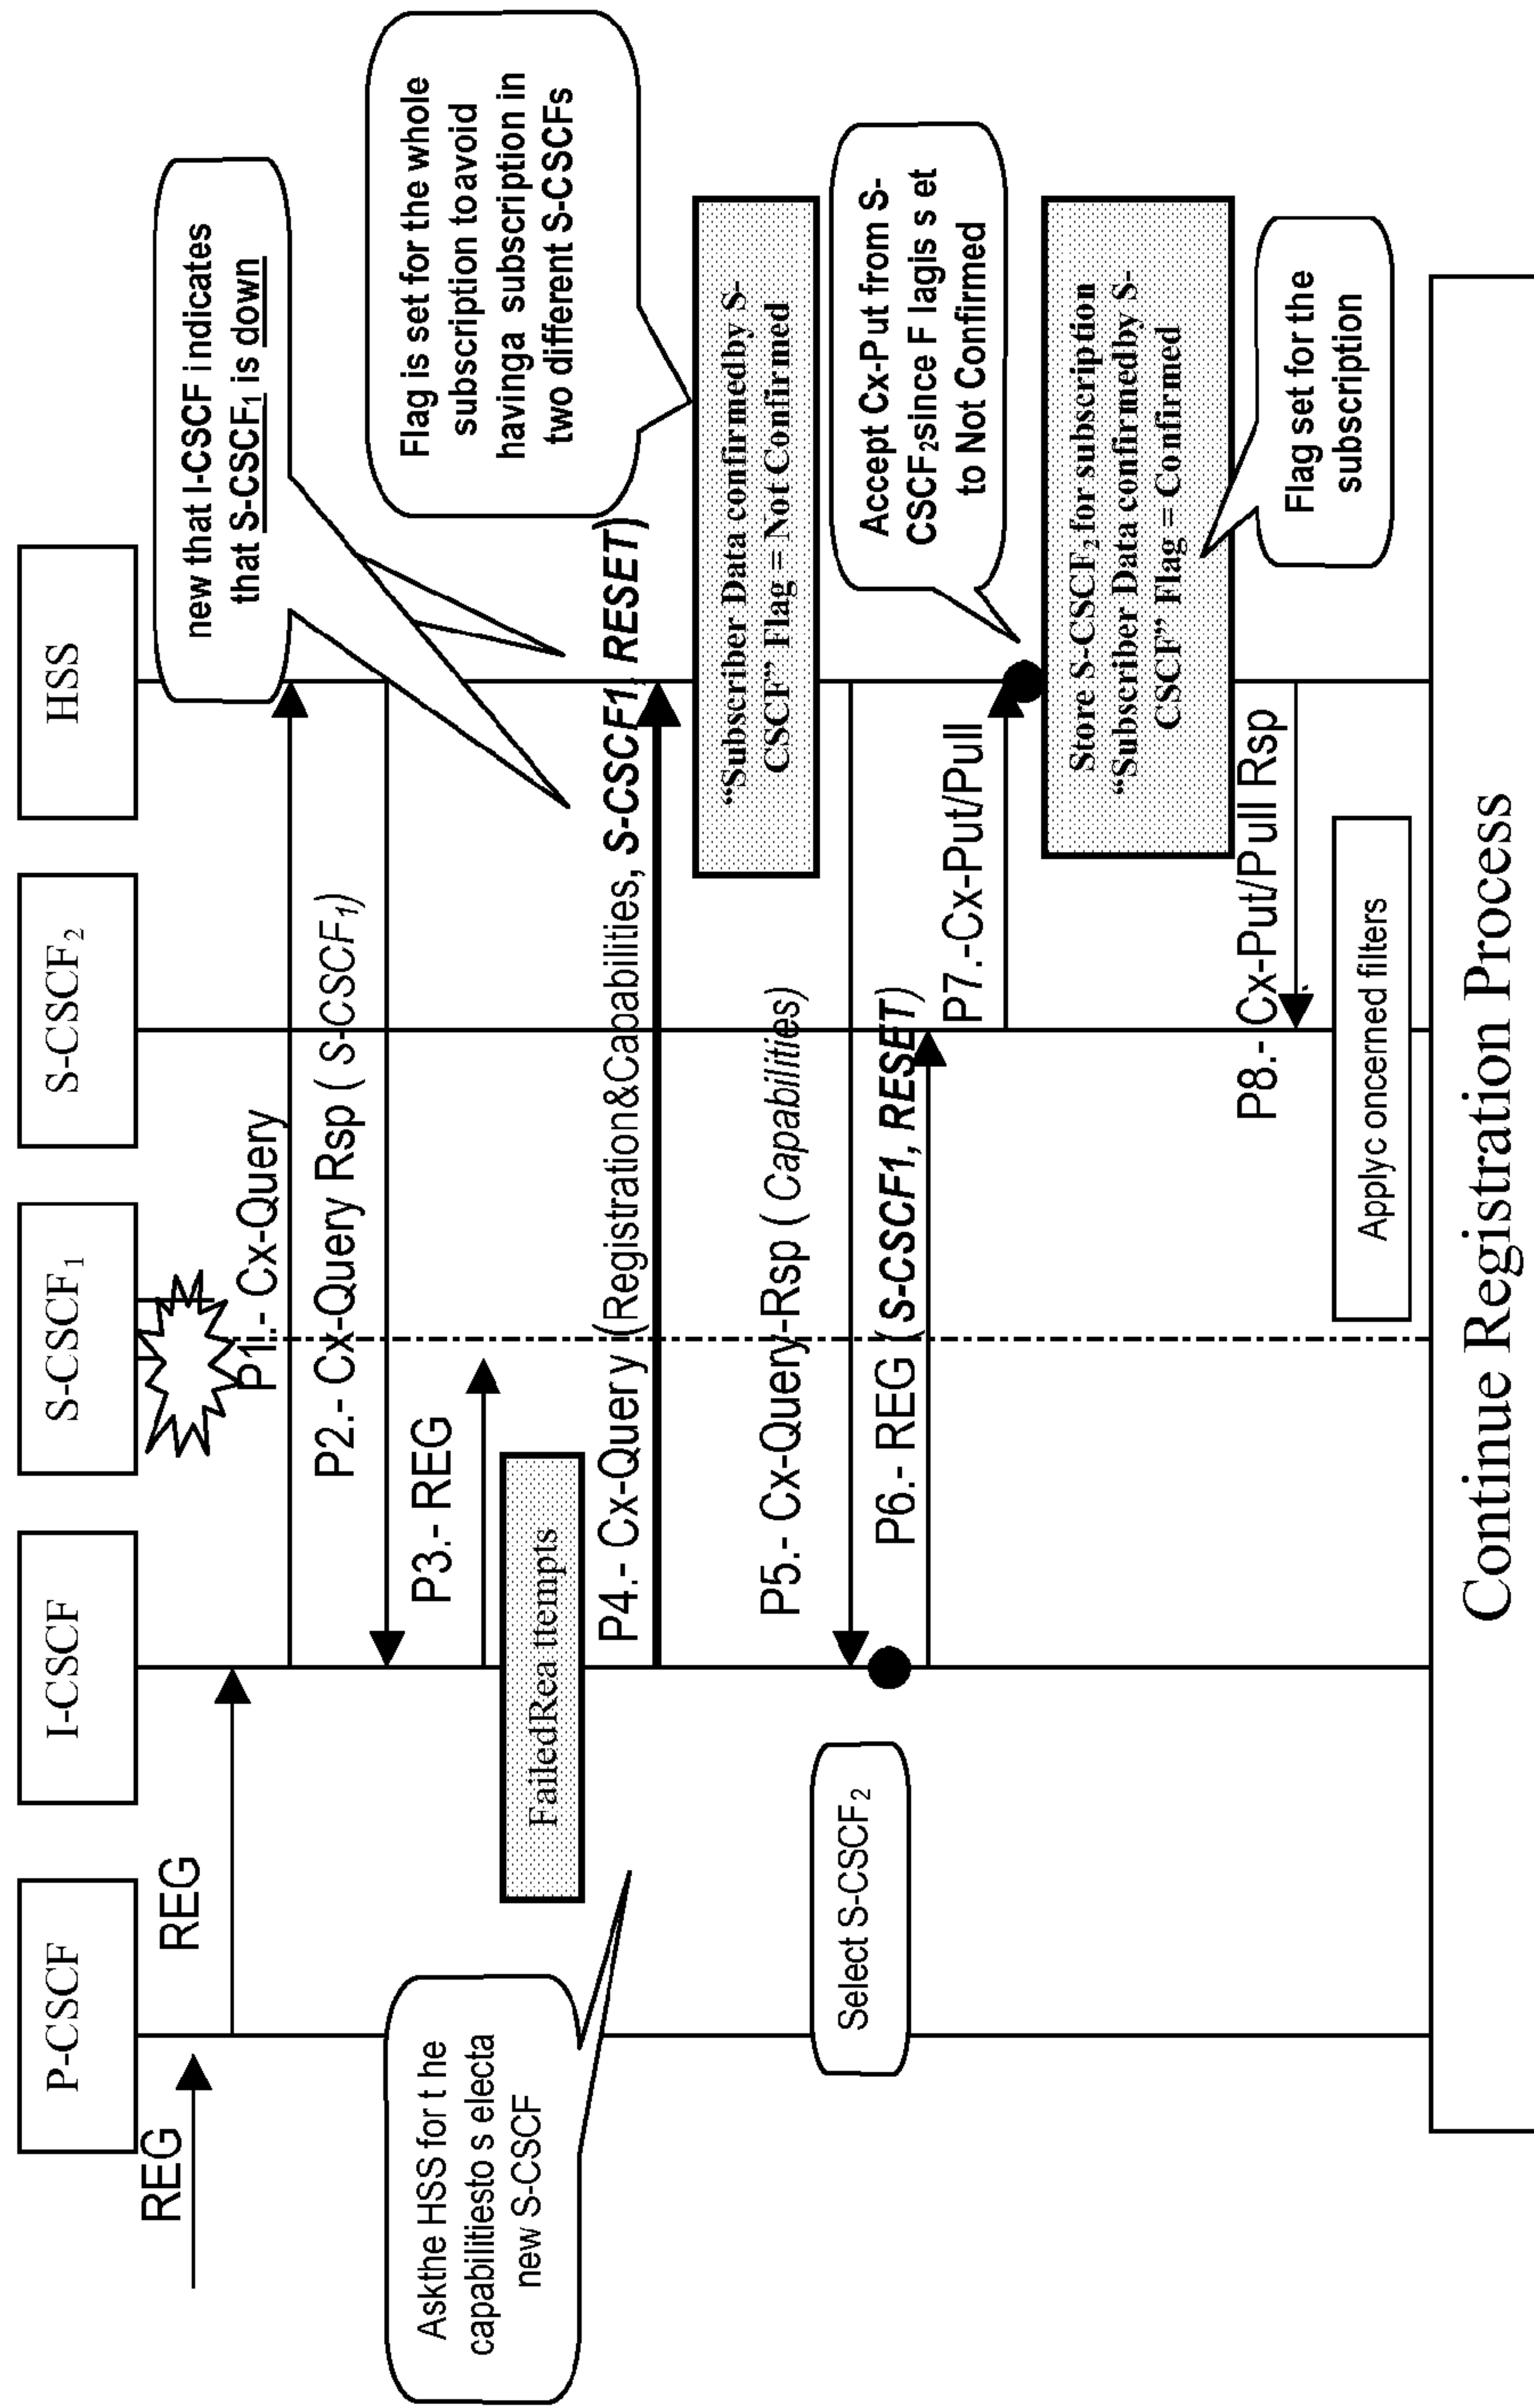 P-CSCF
I-CSCF
S-CSCF₁
S-CSCF₂
HSS
REG
REG
P1.- Cx-Query
new that I-CSCF i ndicates
that S-CSCF₁ is down
P2.- Cx-Query Rsp ( S-CSCF₁)
P3.- REG
FailedRea ttempts
Askthe HSS for t he
capabilitiesto s electa
new S-CSCF
P4.- Cx-Query (Registration&Capabilities, S-CSCF1, RESET)
Flag is set for the whole
subscription toavoid
havinga subscription in
two different S-CSCFs
“Subscriber Data confirmedby S-
CSCF” Flag = Not Confirmed
P5.- Cx-Query-Rsp ( Capabilities)
Select S-CSCF₂
P6.- REG (S-CSCF1, RESET)
Accept Cx-Put from S-
CSCF₂since F lagis s et
to Not Confirmed
P7.-Cx-Put/Pull
Store S-CSCF₂ for subscription
“Subscriber Data confirmedby S-
CSCF” Flag = Confirmed
Flag set for the
subscription
P8.- Cx-Put/Pull Rsp
Applyc oncerned filters
Continue Registration Process